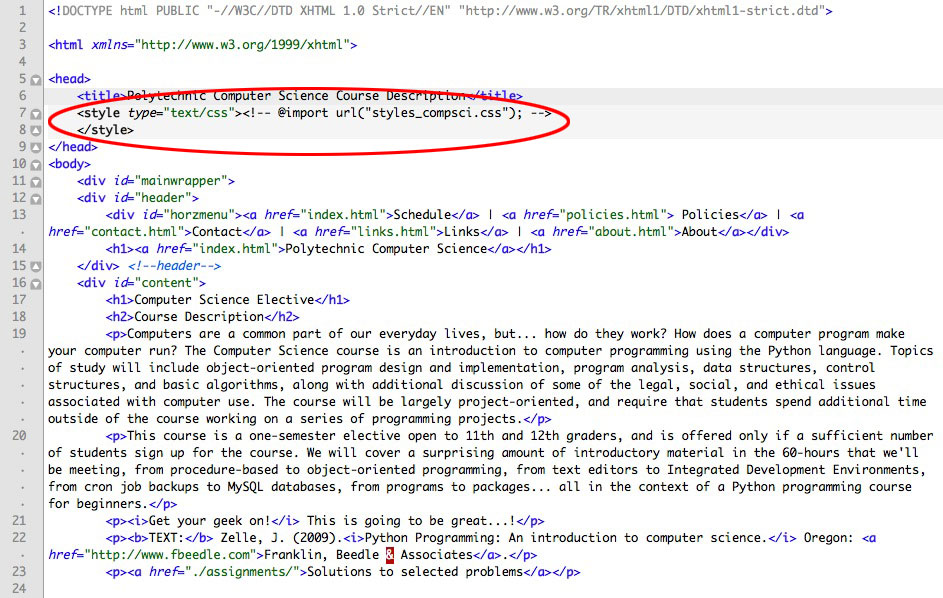 1 <!DOCTYPE html PUBLIC "-//W3C//DTD XHTML 1.0 Strict//EN" "http://www.w3.org/TR/xhtml1/DTD/xhtml1-strict.dtd">
2
3 <html xmlns="http://www.w3.org/1999/xhtml">
4
5 <head>
6 <title>Polytechnic Computer Science Course Description</title>
7 <style type="text/css"><!-- @import url("styles_compsci.css"); -->
8 </style>
9 </head>
10 <body>
11 <div id="mainwrapper">
12 <div id="header">
13 <div id="horzmenu"><a href="index.html">Schedule</a> | <a href="policies.html"> Policies</a> | <a
href="contact.html">Contact</a> | <a href="links.html">Links</a> | <a href="about.html">About</a></div>
14 <h1><a href="index.html">Polytechnic Computer Science</a></h1>
15 </div> <!--header-->
16 <div id="content">
17 <h1>Computer Science Elective</h1>
18 <h2>Course Description</h2>
19 <p>Computers are a common part of our everyday lives, but... how do they work? How does a computer program make
your computer run? The Computer Science course is an introduction to computer programming using the Python language. Topics
of study will include object-oriented program design and implementation, program analysis, data structures, control
structures, and basic algorithms, along with additional discussion of some of the legal, social, and ethical issues
associated with computer use. The course will be largely project-oriented, and require that students spend additional time
outside of the course working on a series of programming projects.</p>
20 <p>This course is a one-semester elective open to 11th and 12th graders, and is offered only if a sufficient number
of students sign up for the course. We will cover a surprising amount of introductory material in the 60-hours that we'll
be meeting, from procedure-based to object-oriented programming, from text editors to Integrated Development Environments,
from cron job backups to MySQL databases, from programs to packages... all in the context of a Python programming course
for beginners.</p>
21 <p><i>Get your geek on!</i> This is going to be great...!</p>
22 <p><b>TEXT:</b> Zelle, J. (2009).<i>Python Programming: An introduction to computer science.</i> Oregon: <a
href="http://www.fbeedle.com">Franklin, Beedle & Associates</a>.</p>
23 <p><a href="./assignments/">Solutions to selected problems</a></p>
24